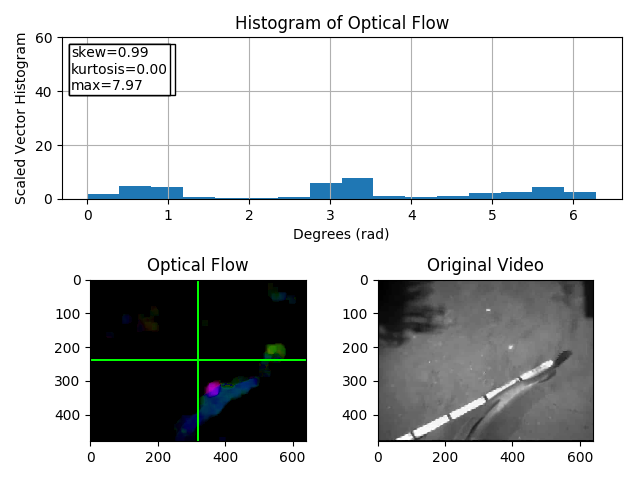 Histogram of Optical Flow
Scaled Vector Histogram
60
40
20
0
skew=0.99
kurtosis=0.00
max=7.97
0 1 2 3 4 5 6
Degrees (rad)
Optical Flow
0
100
200
300
400
0 200 400 600
Original Video
0
100
200
300
400
0 200 400 600